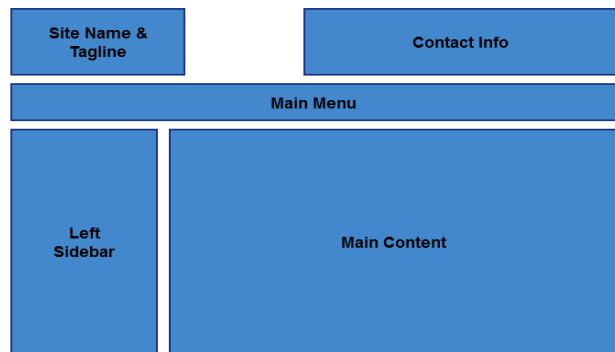 Site Name &
Tagline
Contact Info
Main Menu
Left
Sidebar
Main Content